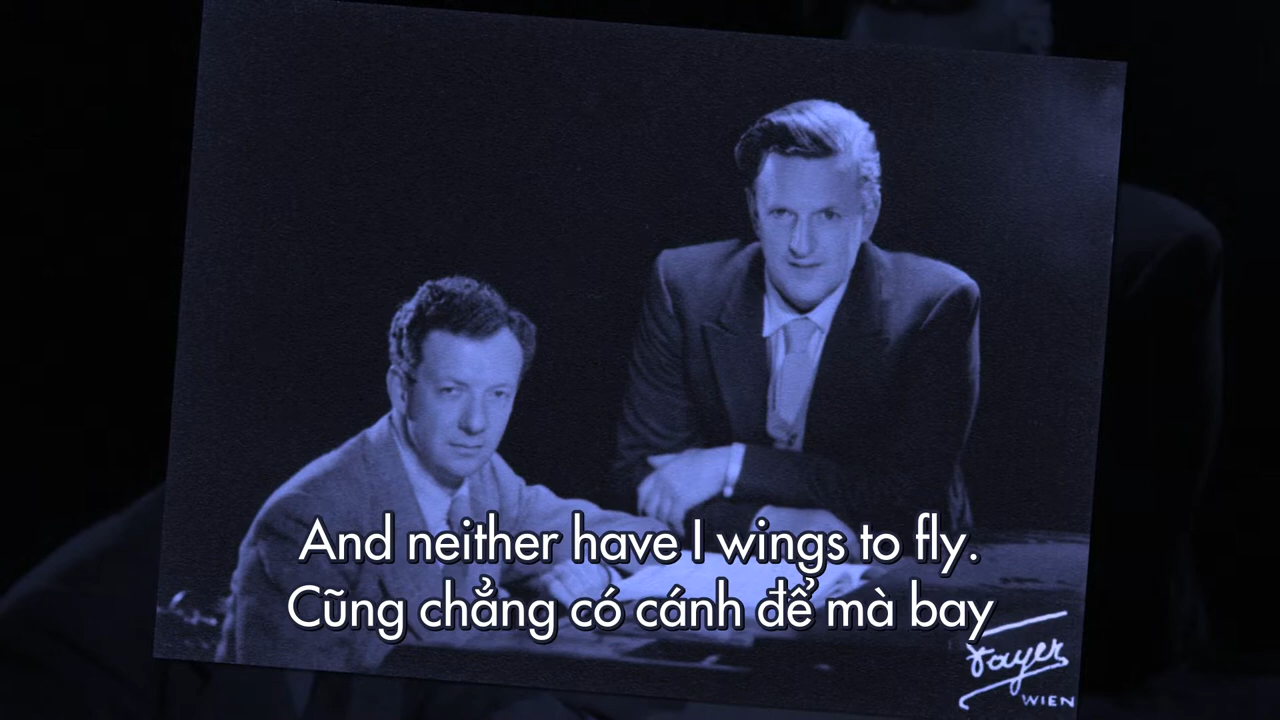 And neither have I wings to fly.
Cũng chẳng có cánh để mà bay
Fayer
WIEN